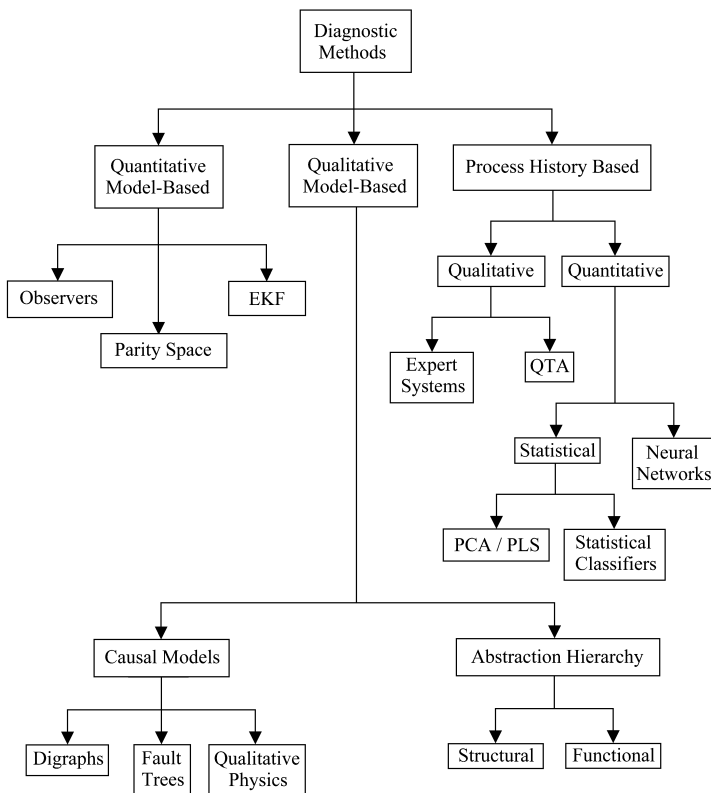 Diagnostic
Methods
Quantitative
Model-Based
Qualitative
Model-Based
Process History Based
Observers
EKF
Parity Space
Qualitative
Quantitative
Expert
Systems
QTA
Statistical
Neural
Networks
PCA / PLS
Statistical
Classifiers
Causal Models
Abstraction Hierarchy
Digraphs
Fault
Trees
Qualitative
Physics
Structural
Functional